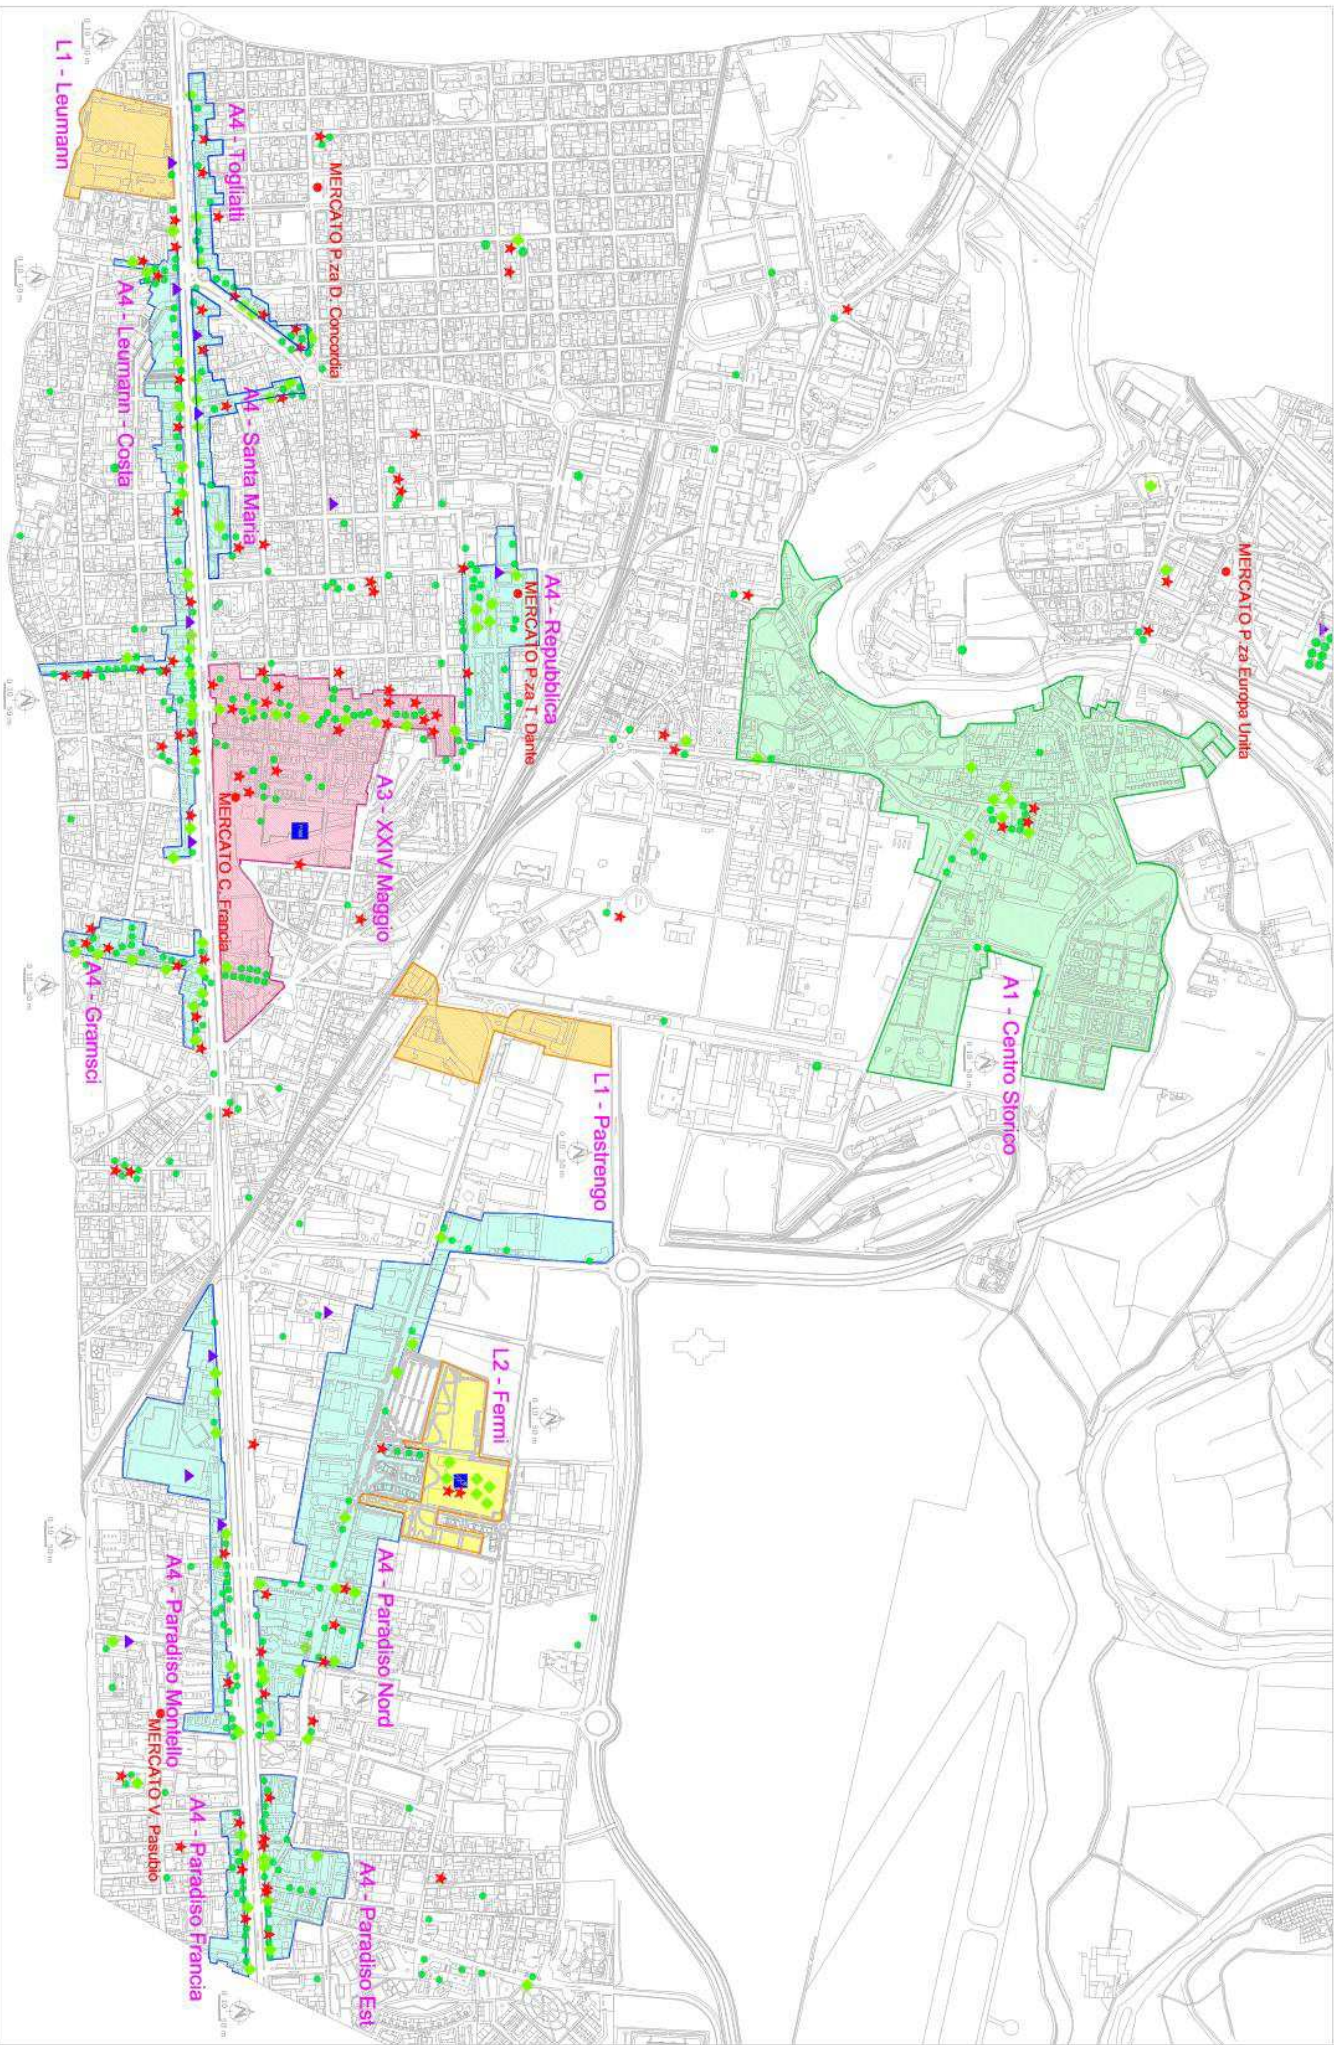 MERCATO P.za Europa Unita
A1 - Centro Storico
A4 - Repubblica
MERCATO P-za T. Dante
L1 - Pastrengo
L2 - Fermi
MERCATO P.za D. Concordia
A3 - XXIV Maggio
A4 - Paradiso Nord
A4 - Paradiso Est
A4 - Togliatti
A4 - Santa Maria
MERCATO C. Francia
A4 - Leumann - Costa
A4 - Gramsci
A4 - Paradiso Montello
A4 - Paradiso Francia
MERCATO V. Pasubio
L1 - Leumann